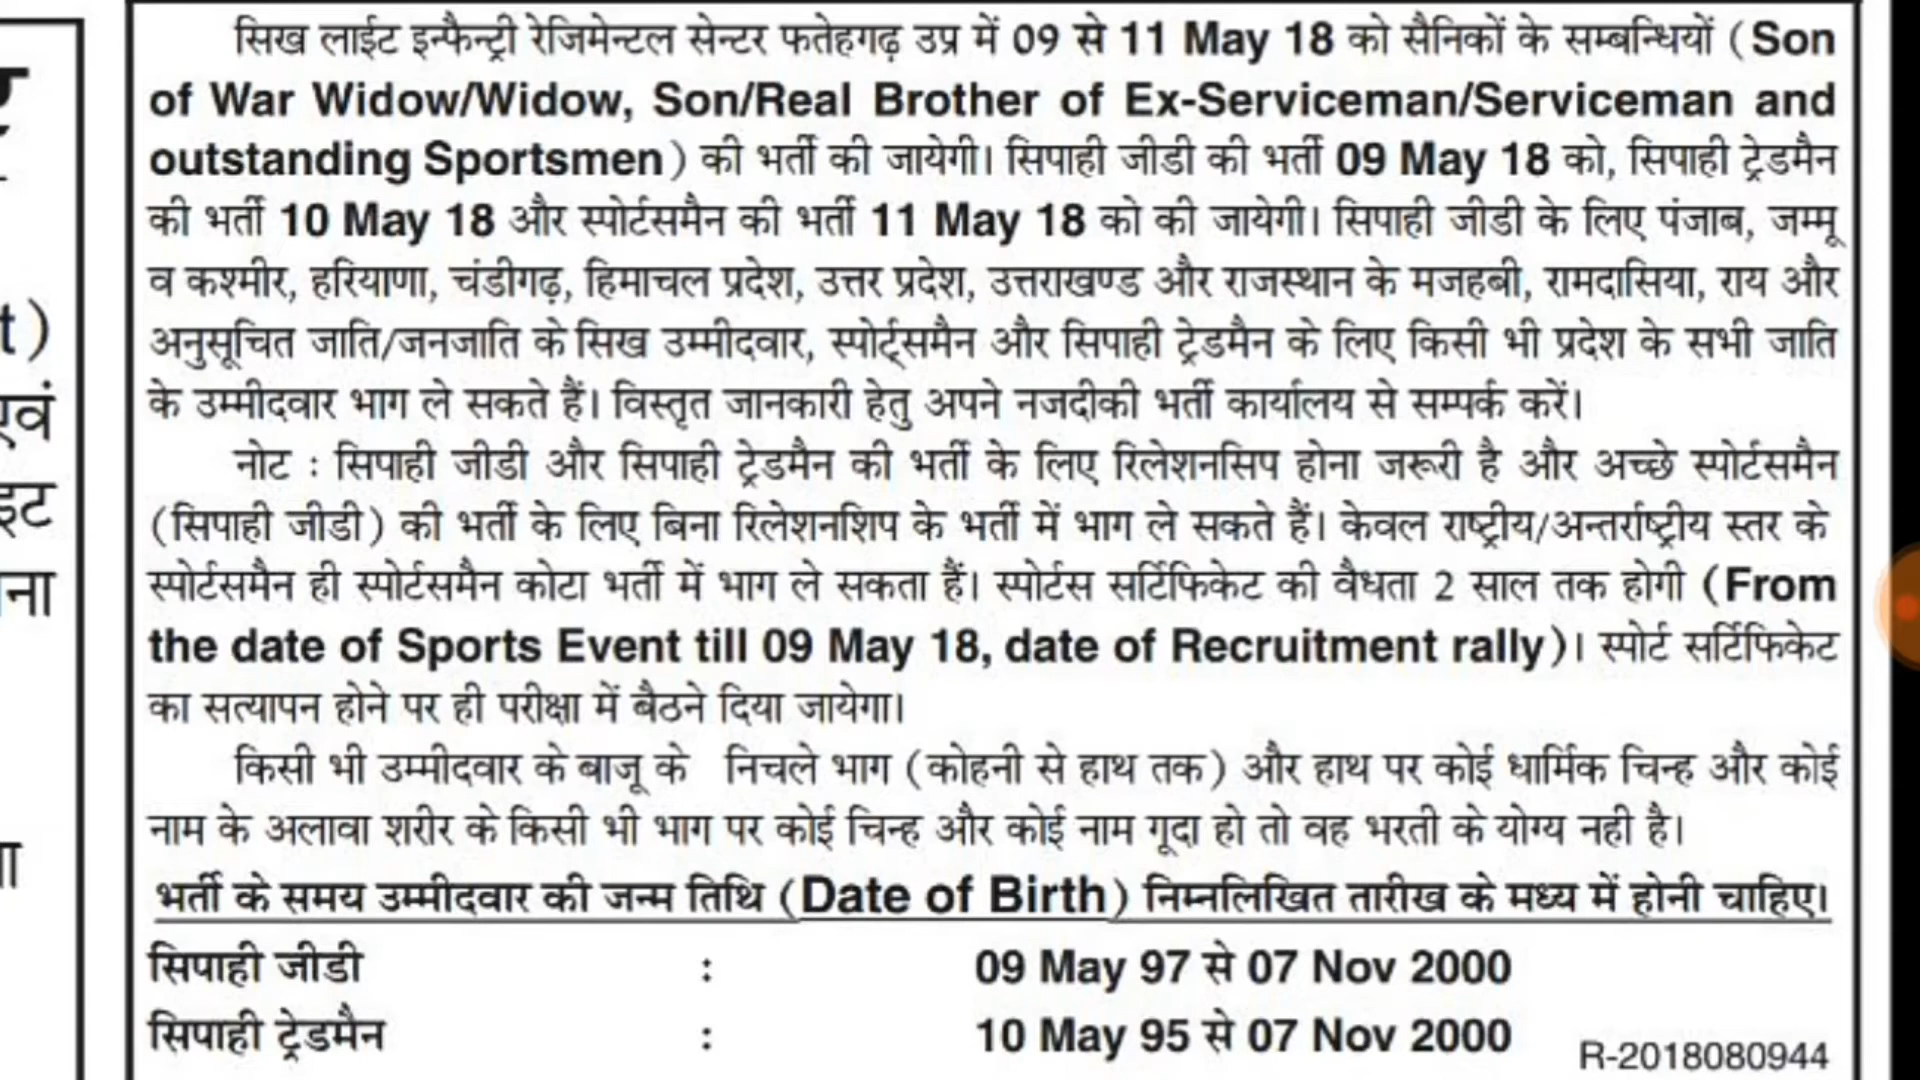 सिख लाईट इन्फैन्ट्री रेजिमेन्टल सेन्टर फतेहगढ़ उप्र में 09 से 11 May 18 को सैनिकों के सम्बन्धियों (Son
of War Widow/Widow, Son/Real Brother of Ex-Serviceman/Serviceman and
outstanding Sportsmen) की भर्ती की जायेगी। सिपाही जीडी की भर्ती 09 May 18 को, सिपाही ट्रेडमैन
की भर्ती 10 May 18 और स्पोर्टसमैन की भर्ती 11 May 18 को की जायेगी। सिपाही जीडी के लिए पंजाब, जम्मू
व कश्मीर, हरियाणा, चंडीगढ़, हिमाचल प्रदेश, उत्तर प्रदेश, उत्तराखण्ड और राजस्थान के मजहबी, रामदासिया, राय और
t)
अनुसूचित जाति/जनजाति के सिख उम्मीदवार, स्पोर्ट्समैन और सिपाही ट्रेडमैन के लिए किसी भी प्रदेश के सभी जाति
एवं
के उम्मीदवार भाग ले सकते हैं। विस्तृत जानकारी हेतु अपने नजदीकी भर्ती कार्यालय से सम्पर्क करें।
नोट : सिपाही जीडी और सिपाही ट्रेडमैन की भर्ती के लिए रिलेशनसिप होना जरूरी है और अच्छे स्पोर्टसमैन
इट
(सिपाही जीडी) की भर्ती के लिए बिना रिलेशनशिप के भर्ती में भाग ले सकते हैं। केवल राष्ट्रीय/अन्तर्राष्ट्रीय स्तर के
ना
स्पोर्टसमैन ही स्पोर्टसमैन कोटा भर्ती में भाग ले सकता हैं। स्पोर्टस सर्टिफिकेट की वैधता 2 साल तक होगी (From
the date of Sports Event till 09 May 18, date of Recruitment rally)। स्पोर्ट सर्टिफिकेट
का सत्यापन होने पर ही परीक्षा में बैठने दिया जायेगा।
किसी भी उम्मीदवार के बाजू के निचले भाग (कोहनी से हाथ तक) और हाथ पर कोई धार्मिक चिन्ह और कोई
नाम के अलावा शरीर के किसी भी भाग पर कोई चिन्ह और कोई नाम गूदा हो तो वह भरती के योग्य नही है।
भर्ती के समय उम्मीदवार की जन्म तिथि (Date of Birth) निम्नलिखित तारीख के मध्य में होनी चाहिए।
सिपाही जीडी : 09 May 97 से 07 Nov 2000
सिपाही ट्रेडमैन : 10 May 95 से 07 Nov 2000
R-2018080944